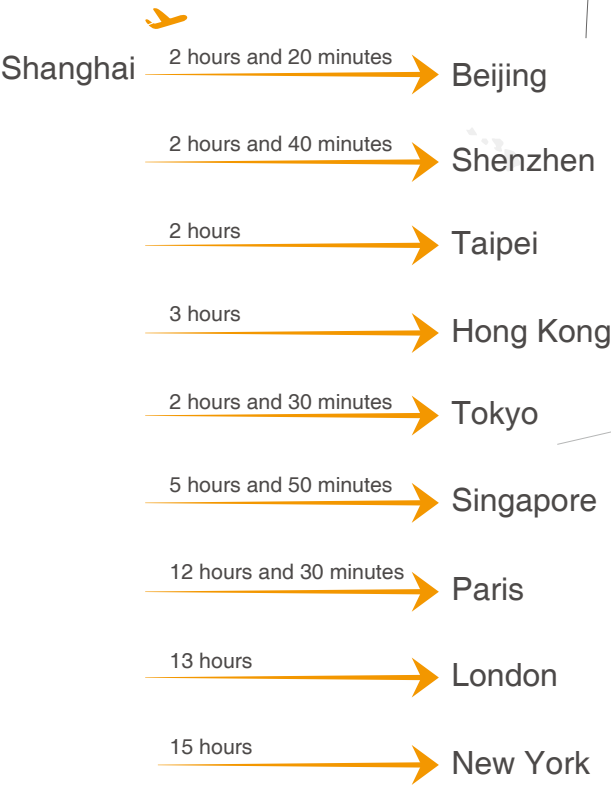 Shanghai
2 hours and 20 minutes
Beijing
2 hours and 40 minutes
Shenzhen
2 hours
Taipei
3 hours
Hong Kong
2 hours and 30 minutes
Tokyo
5 hours and 50 minutes
Singapore
12 hours and 30 minutes
Paris
13 hours
London
15 hours
New York